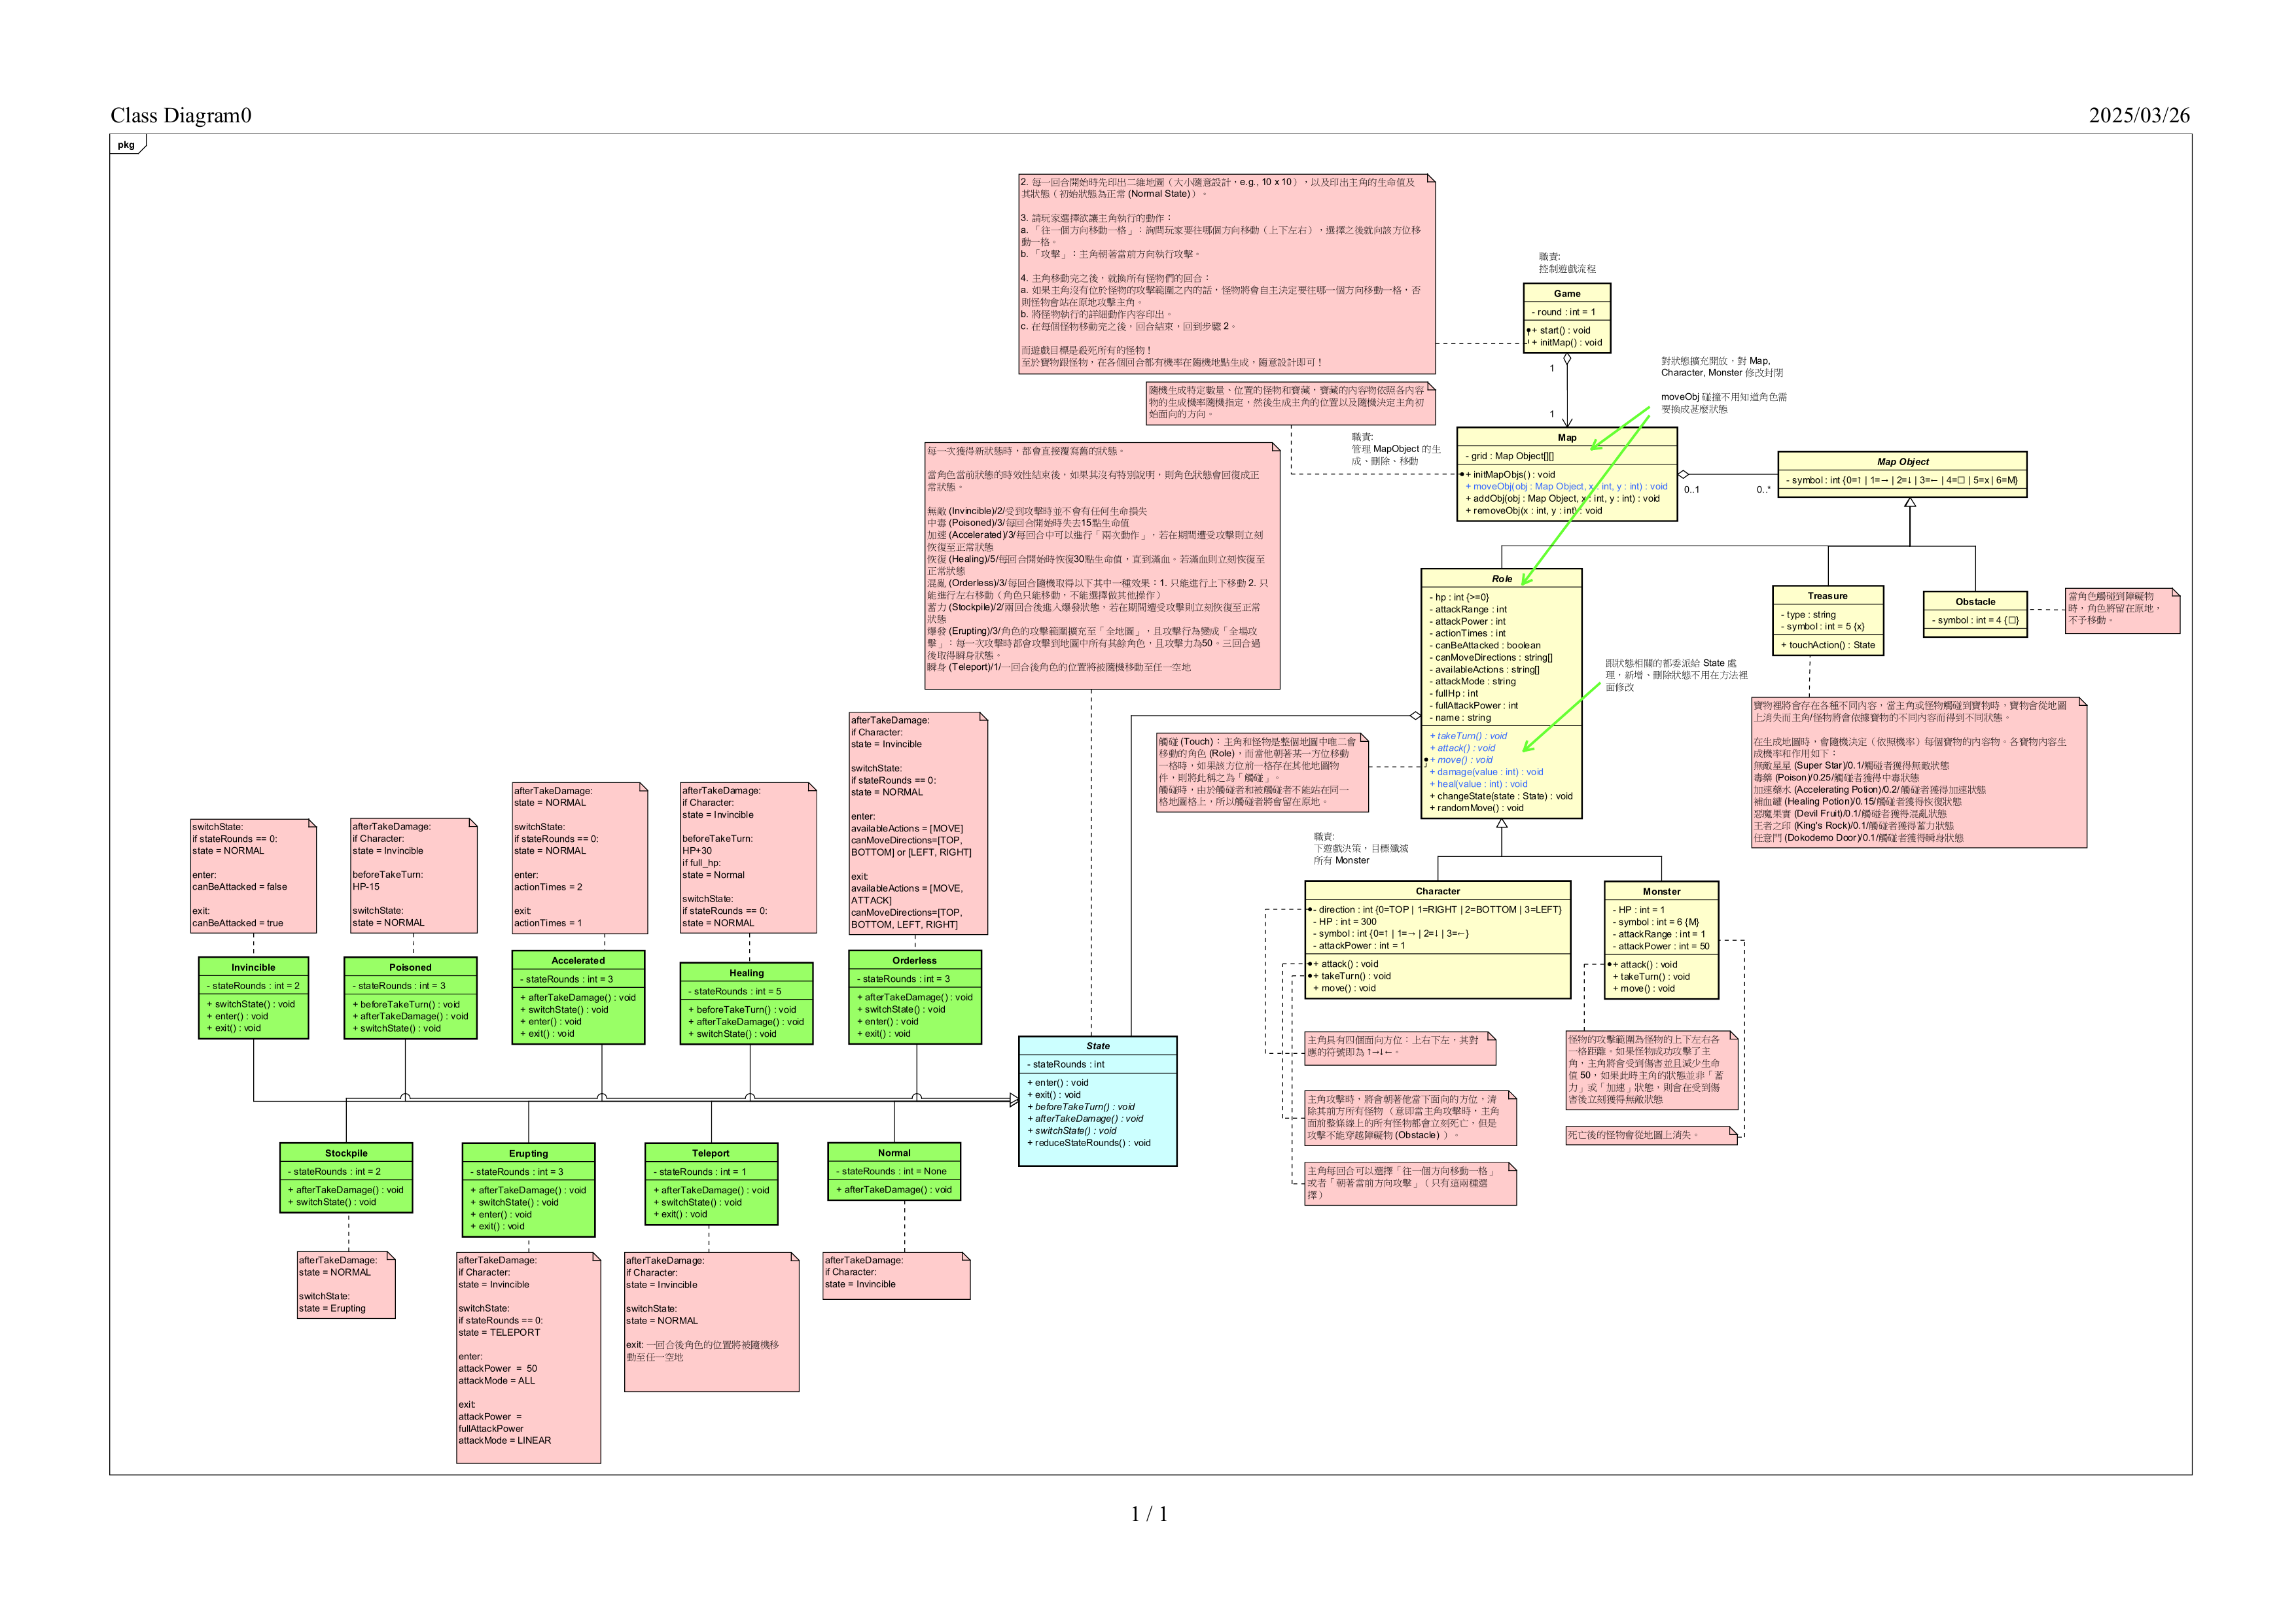 Class Diagram0
2025/03/26
pkg
2. 每一回合開始時先印出二維地圖（大小隨意設計，e.g., 10 x 10），以及印出主角的生命值及
其狀態（初始狀態為正常 (Normal State)）。
3. 請玩家選擇欲讓主角執行的動作：
a. 「往一個方向移動一格」：詢問玩家要往哪個方向移動（上下左右），選擇之後就向該方位移
動一格。
b. 「攻擊」：主角朝著當前方向執行攻擊。
4. 主角移動完之後，就換所有怪物們的回合：
a. 如果主角沒有位於怪物的攻擊範圍之內的話，怪物將會自主決定要往哪一個方向移動一格，否
則怪物會站在原地攻擊主角。
b. 將怪物執行的詳細動作內容印出。
c. 在每個怪物移動完之後，回合結束，回到步驟 2。
而遊戲目標是殺死所有的怪物！
至於寶物跟怪物，在各個回合都有機率在隨機地點生成，隨意設計即可！
職責:
控制遊戲流程
Game
- round : int = 1
+ start() : void
+ initMap() : void
1
1
對狀態擴充開放，對 Map,
Character, Monster 修改封閉
moveObj 碰撞不用知道角色需
要換成甚麼狀態
隨機生成特定數量、位置的怪物和寶藏，寶藏的內容物依照各內容
物的生成機率隨機指定，然後生成主角的位置以及隨機決定主角初
始面向的方向。
職責:
管理 MapObject 的生
成、刪除、移動
Map
- grid : Map Object[][]
+ initMapObjs() : void
+ moveObj(obj : Map Object, x : int, y : int) : void
+ addObj(obj : Map Object, x : int, y : int) : void
+ removeObj(x : int, y : int) : void
0..1
0..*
Map Object
- symbol : int {0=↑ | 1=→ | 2=↓ | 3=← | 4=□ | 5=x | 6=M}
每一次獲得新狀態時，都會直接覆寫舊的狀態。
當角色當前狀態的時效性結束後，如果其沒有特別說明，則角色狀態會回復成正
常狀態。
無敵 (Invincible)/2/受到攻擊時並不會有任何生命損失
中毒 (Poisoned)/3/每回合開始時失去15點生命值
加速 (Accelerated)/3/每回合中可以進行「兩次動作」，若在期間遭受攻擊則立刻
恢復至正常狀態
恢復 (Healing)/5/每回合開始時恢復30點生命值，直到滿血。若滿血則立刻恢復至
正常狀態
混亂 (Orderless)/3/每回合隨機取得以下其中一種效果：1. 只能進行上下移動 2. 只
能進行左右移動（角色只能移動，不能選擇做其他操作）
蓄力 (Stockpile)/2/兩回合後進入爆發狀態，若在期間遭受攻擊則立刻恢復至正常
狀態
爆發 (Erupting)/3/角色的攻擊範圍擴充至「全地圖」，且攻擊行為變成「全場攻
擊」：每一次攻擊時都會攻擊到地圖中所有其餘角色，且攻擊力為50。三回合過
後取得瞬身狀態。
瞬身 (Teleport)/1/一回合後角色的位置將被隨機移動至任一空地
Role
- hp : int {>=0}
- attackRange : int
- attackPower : int
- actionTimes : int
- canBeAttacked : boolean
- canMoveDirections : string[]
- availableActions : string[]
- attackMode : string
- fullHp : int
- fullAttackPower : int
- name : string
+ takeTurn() : void
+ attack() : void
+ move() : void
+ damage(value : int) : void
+ heal(value : int) : void
+ changeState(state : State) : void
+ randomMove() : void
Treasure
- type : string
- symbol : int = 5 {x}
+ touchAction() : State
Obstacle
- symbol : int = 4 {□}
當角色觸碰到障礙物
時，角色將留在原地，
不予移動。
跟狀態相關的都委派給 State 處
理，新增、刪除狀態不用在方法裡
面修改
寶物裡將會存在各種不同內容，當主角或怪物觸碰到寶物時，寶物會從地圖
上消失而主角/怪物將會依據寶物的不同內容而得到不同狀態。
在生成地圖時，會隨機決定（依照機率）每個寶物的內容物。各寶物內容生
成機率和作用如下：
無敵星星 (Super Star)/0.1/觸碰者獲得無敵狀態
毒藥 (Poison)/0.25/觸碰者獲得中毒狀態
加速藥水 (Accelerating Potion)/0.2/觸碰者獲得加速狀態
補血罐 (Healing Potion)/0.15/觸碰者獲得恢復狀態
惡魔果實 (Devil Fruit)/0.1/觸碰者獲得混亂狀態
王者之印 (King's Rock)/0.1/觸碰者獲得蓄力狀態
任意門 (Dokodemo Door)/0.1/觸碰者獲得瞬身狀態
觸碰 (Touch)：主角和怪物是整個地圖中唯二會
移動的角色 (Role)，而當他朝著某一方位移動
一格時，如果該方位前一格存在其他地圖物
件，則將此稱之為「觸碰」。
觸碰時，由於觸碰者和被觸碰者不能站在同一
格地圖格上，所以觸碰者將會留在原地。
switchState:
if stateRounds == 0:
state = NORMAL
enter:
canBeAttacked = false
exit:
canBeAttacked = true
afterTakeDamage:
if Character:
state = Invincible
beforeTakeTurn:
HP-15
switchState:
state = NORMAL
afterTakeDamage:
state = NORMAL
switchState:
if stateRounds == 0:
state = NORMAL
enter:
actionTimes = 2
exit:
actionTimes = 1
afterTakeDamage:
if Character:
state = Invincible
beforeTakeTurn:
HP+30
if full_hp:
state = Normal
switchState:
if stateRounds == 0:
state = NORMAL
afterTakeDamage:
if Character:
state = Invincible
switchState:
if stateRounds == 0:
state = NORMAL
enter:
availableActions = [MOVE]
canMoveDirections=[TOP,
BOTTOM] or [LEFT, RIGHT]
exit:
availableActions = [MOVE,
ATTACK]
canMoveDirections=[TOP,
BOTTOM, LEFT, RIGHT]
職責:
下遊戲決策，目標殲滅
所有 Monster
Character
- direction : int {0=TOP | 1=RIGHT | 2=BOTTOM | 3=LEFT}
- HP : int = 300
- symbol : int {0=↑ | 1=→ | 2=↓ | 3=←}
- attackPower : int = 1
+ attack() : void
+ takeTurn() : void
+ move() : void
Monster
- HP : int = 1
- symbol : int = 6 {M}
- attackRange : int = 1
- attackPower : int = 50
+ attack() : void
+ takeTurn() : void
+ move() : void
Invincible
- stateRounds : int = 2
+ switchState() : void
+ enter() : void
+ exit() : void
Poisoned
- stateRounds : int = 3
+ beforeTakeTurn() : void
+ afterTakeDamage() : void
+ switchState() : void
Accelerated
- stateRounds : int = 3
+ afterTakeDamage() : void
+ switchState() : void
+ enter() : void
+ exit() : void
Healing
- stateRounds : int = 5
+ beforeTakeTurn() : void
+ afterTakeDamage() : void
+ switchState() : void
Orderless
- stateRounds : int = 3
+ afterTakeDamage() : void
+ switchState() : void
+ enter() : void
+ exit() : void
State
- stateRounds : int
+ enter() : void
+ exit() : void
+ beforeTakeTurn() : void
+ afterTakeDamage() : void
+ switchState() : void
+ reduceStateRounds() : void
主角具有四個面向方位：上右下左，其對
應的符號即為 ↑→↓←。
主角攻擊時，將會朝著他當下面向的方位，清
除其前方所有怪物 （意即當主角攻擊時，主角
面前整條線上的所有怪物都會立刻死亡，但是
攻擊不能穿越障礙物 (Obstacle) ）。
主角每回合可以選擇「往一個方向移動一格」
或者「朝著當前方向攻擊」（只有這兩種選
擇）
怪物的攻擊範圍為怪物的上下左右各
一格距離。如果怪物成功攻擊了主
角，主角將會受到傷害並且減少生命
值 50，如果此時主角的狀態並非「蓄
力」或「加速」狀態，則會在受到傷
害後立刻獲得無敵狀態
死亡後的怪物會從地圖上消失。
Stockpile
- stateRounds : int = 2
+ afterTakeDamage() : void
+ switchState() : void
Erupting
- stateRounds : int = 3
+ afterTakeDamage() : void
+ switchState() : void
+ enter() : void
+ exit() : void
Teleport
- stateRounds : int = 1
+ afterTakeDamage() : void
+ switchState() : void
+ exit() : void
Normal
- stateRounds : int = None
+ afterTakeDamage() : void
afterTakeDamage:
state = NORMAL
switchState:
state = Erupting
afterTakeDamage:
if Character:
state = Invincible
switchState:
if stateRounds == 0:
state = TELEPORT
enter:
attackPower = 50
attackMode = ALL
exit:
attackPower =
fullAttackPower
attackMode = LINEAR
afterTakeDamage:
if Character:
state = Invincible
switchState:
state = NORMAL
exit: 一回合後角色的位置將被隨機移
動至任一空地
afterTakeDamage:
if Character:
state = Invincible
1 / 1